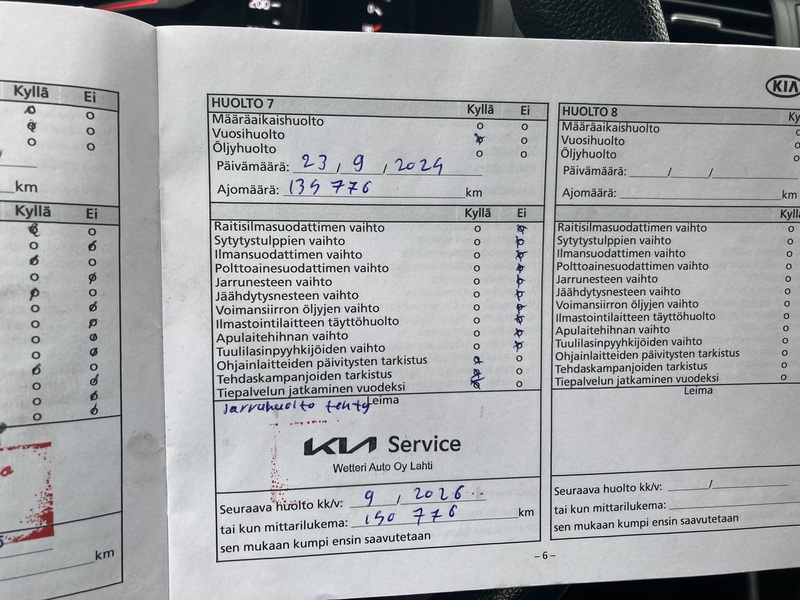 200
Kyllä Ei
o o
o o
o o
km
Kyllä Ei
o o
o o
o o
o o
o o
o o
o o
o o
o o
o o
o o
o o
o o
km
HUOLTO 7 Kyllä Ei
Määräaikaishuolto o o
Vuosihuolto o o
Öljyhuolto o o
Päivämäärä: 23 / 9 / 2024
Ajomäärä: 134 776 km
Kyllä Ei
Raitisilmasuodattimen vaihto o o
Sytytystulppien vaihto o o
Ilmansuodattimen vaihto o o
Polttoainesuodattimen vaihto o o
Jarrunesteen vaihto o o
Jäähdytysnesteen vaihto o o
Voimansiirron öljyjen vaihto o o
Ilmastointilaitteen täyttöhuolto o o
Apulaitehihnan vaihto o o
Tuulilasinpyyhkijöiden vaihto o o
Ohjainlaitteiden päivitysten tarkistus o o
Tehdaskampanjoiden tarkistus o o
Tiepalvelun jatkaminen vuodeksi o o
Jarruhuolto tehty Leima
KIA Service
Wetteri Auto Oy Lahti
Seuraava huolto kk/v: 9 / 2026
tai kun mittarilukema: 150 776 km
sen mukaan kumpi ensin saavutetaan
KIA
HUOLTO 8 Ky
Määräaikaishuolto o
Vuosihuolto o
Öljyhuolto o
Päivämäärä: / /
Ajomäärä: km
Kyllä
Raitisilmasuodattimen vaihto o
Sytytystulppien vaihto o
Ilmansuodattimen vaihto o
Polttoainesuodattimen vaihto o
Jarrunesteen vaihto o
Jäähdytysnesteen vaihto o
Voimansiirron öljyjen vaihto o
Ilmastointilaitteen täyttöhuolto o
Apulaitehihnan vaihto o
Tuulilasinpyyhkijöiden vaihto o
Ohjainlaitteiden päivitysten tarkistus o
Tehdaskampanjoiden tarkistus o
Tiepalvelun jatkaminen vuodeksi o
Leima
Seuraava huolto kk/v: /
tai kun mittarilukema:
sen mukaan kumpi ensin saavutetaan
– 6 –